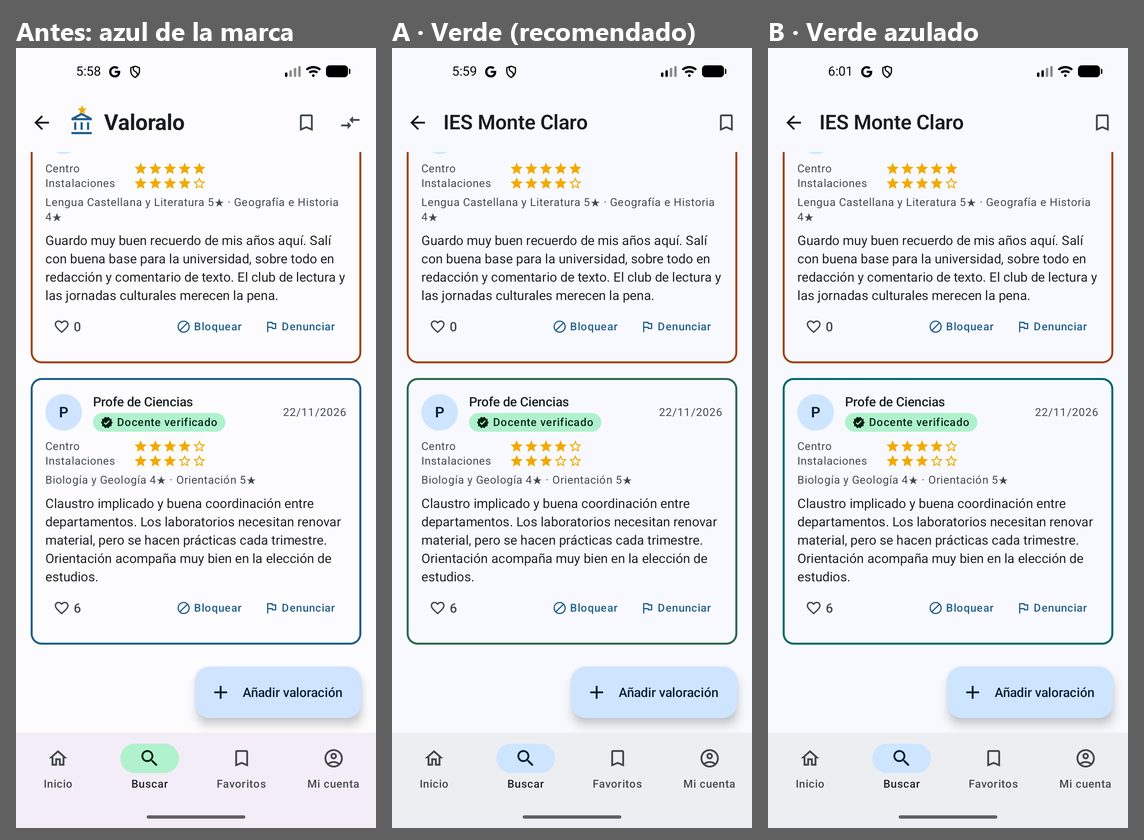 Antes: azul de la marca
5:58
Valoralo
Centro
Instalaciones
Lengua Castellana y Literatura 5★ · Geografía e Historia
4★
Guardo muy buen recuerdo de mis años aquí. Salí
con buena base para la universidad, sobre todo en
redacción y comentario de texto. El club de lectura y
las jornadas culturales merecen la pena.
0 Bloquear Denunciar
P Profe de Ciencias
22/11/2026
Docente verificado
Centro
Instalaciones
Biología y Geología 4★ · Orientación 5★
Claustro implicado y buena coordinación entre
departamentos. Los laboratorios necesitan renovar
material, pero se hacen prácticas cada trimestre.
Orientación acompaña muy bien en la elección de
estudios.
6 Bloquear Denunciar
+ Añadir valoración
Inicio Buscar Favoritos Mi cuenta
A · Verde (recomendado)
5:59
IES Monte Claro
Centro
Instalaciones
Lengua Castellana y Literatura 5★ · Geografía e Historia
4★
Guardo muy buen recuerdo de mis años aquí. Salí
con buena base para la universidad, sobre todo en
redacción y comentario de texto. El club de lectura y
las jornadas culturales merecen la pena.
0 Bloquear Denunciar
P Profe de Ciencias
22/11/2026
Docente verificado
Centro
Instalaciones
Biología y Geología 4★ · Orientación 5★
Claustro implicado y buena coordinación entre
departamentos. Los laboratorios necesitan renovar
material, pero se hacen prácticas cada trimestre.
Orientación acompaña muy bien en la elección de
estudios.
6 Bloquear Denunciar
+ Añadir valoración
Inicio Buscar Favoritos Mi cuenta
B · Verde azulado
6:01
IES Monte Claro
Centro
Instalaciones
Lengua Castellana y Literatura 5★ · Geografía e Historia
4★
Guardo muy buen recuerdo de mis años aquí. Salí
con buena base para la universidad, sobre todo en
redacción y comentario de texto. El club de lectura y
las jornadas culturales merecen la pena.
0 Bloquear Denunciar
P Profe de Ciencias
22/11/2026
Docente verificado
Centro
Instalaciones
Biología y Geología 4★ · Orientación 5★
Claustro implicado y buena coordinación entre
departamentos. Los laboratorios necesitan renovar
material, pero se hacen prácticas cada trimestre.
Orientación acompaña muy bien en la elección de
estudios.
6 Bloquear Denunciar
+ Añadir valoración
Inicio Buscar Favoritos Mi cuenta